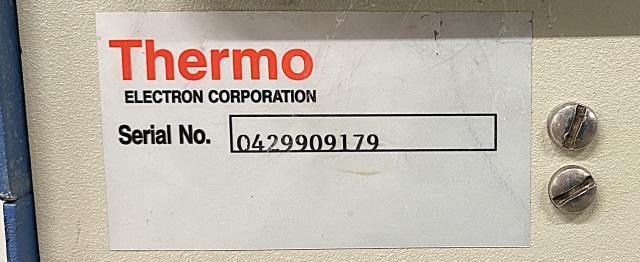 Thermo
ELECTRON CORPORATION
Serial No. 0429909179